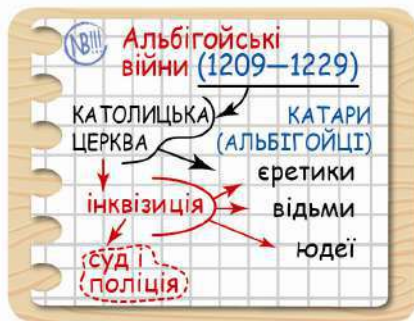 NB!!!
Альбігойські
війни (1209—1229)
КАТОЛИЦЬКА
ЦЕРКВА
КАТАРИ
(АЛЬБІГОЙЦІ)
єретики
інквізиція
відьми
юдеї
суд і
поліція